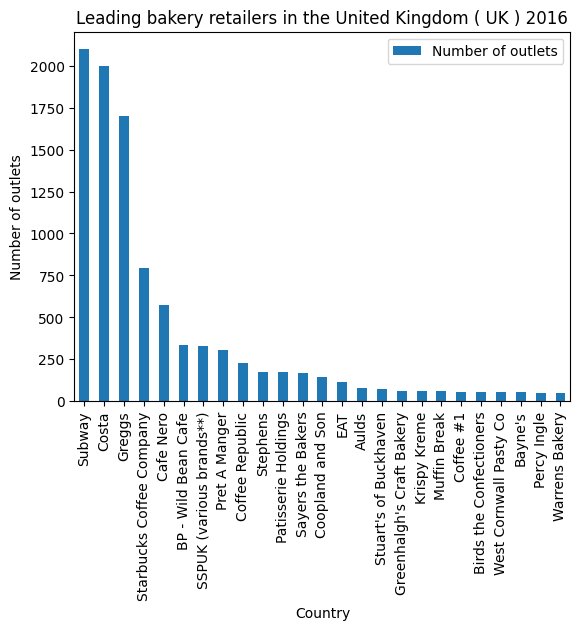 Leading bakery retailers in the United Kingdom ( UK ) 2016
Number of outlets
Number of outlets
2000
1750
1500
1250
1000
750
500
250
0
Subway
Costa
Greggs
Starbucks Coffee Company
Cafe Nero
BP - Wild Bean Cafe
SSPUK (various brands**)
Pret A Manger
Coffee Republic
Stephens
Patisserie Holdings
Sayers the Bakers
Coopland and Son
EAT
Aulds
Stuart's of Buckhaven
Greenhalgh's Craft Bakery
Krispy Kreme
Muffin Break
Coffee #1
Birds the Confectioners
West Cornwall Pasty Co
Bayne's
Percy Ingle
Warrens Bakery
Country